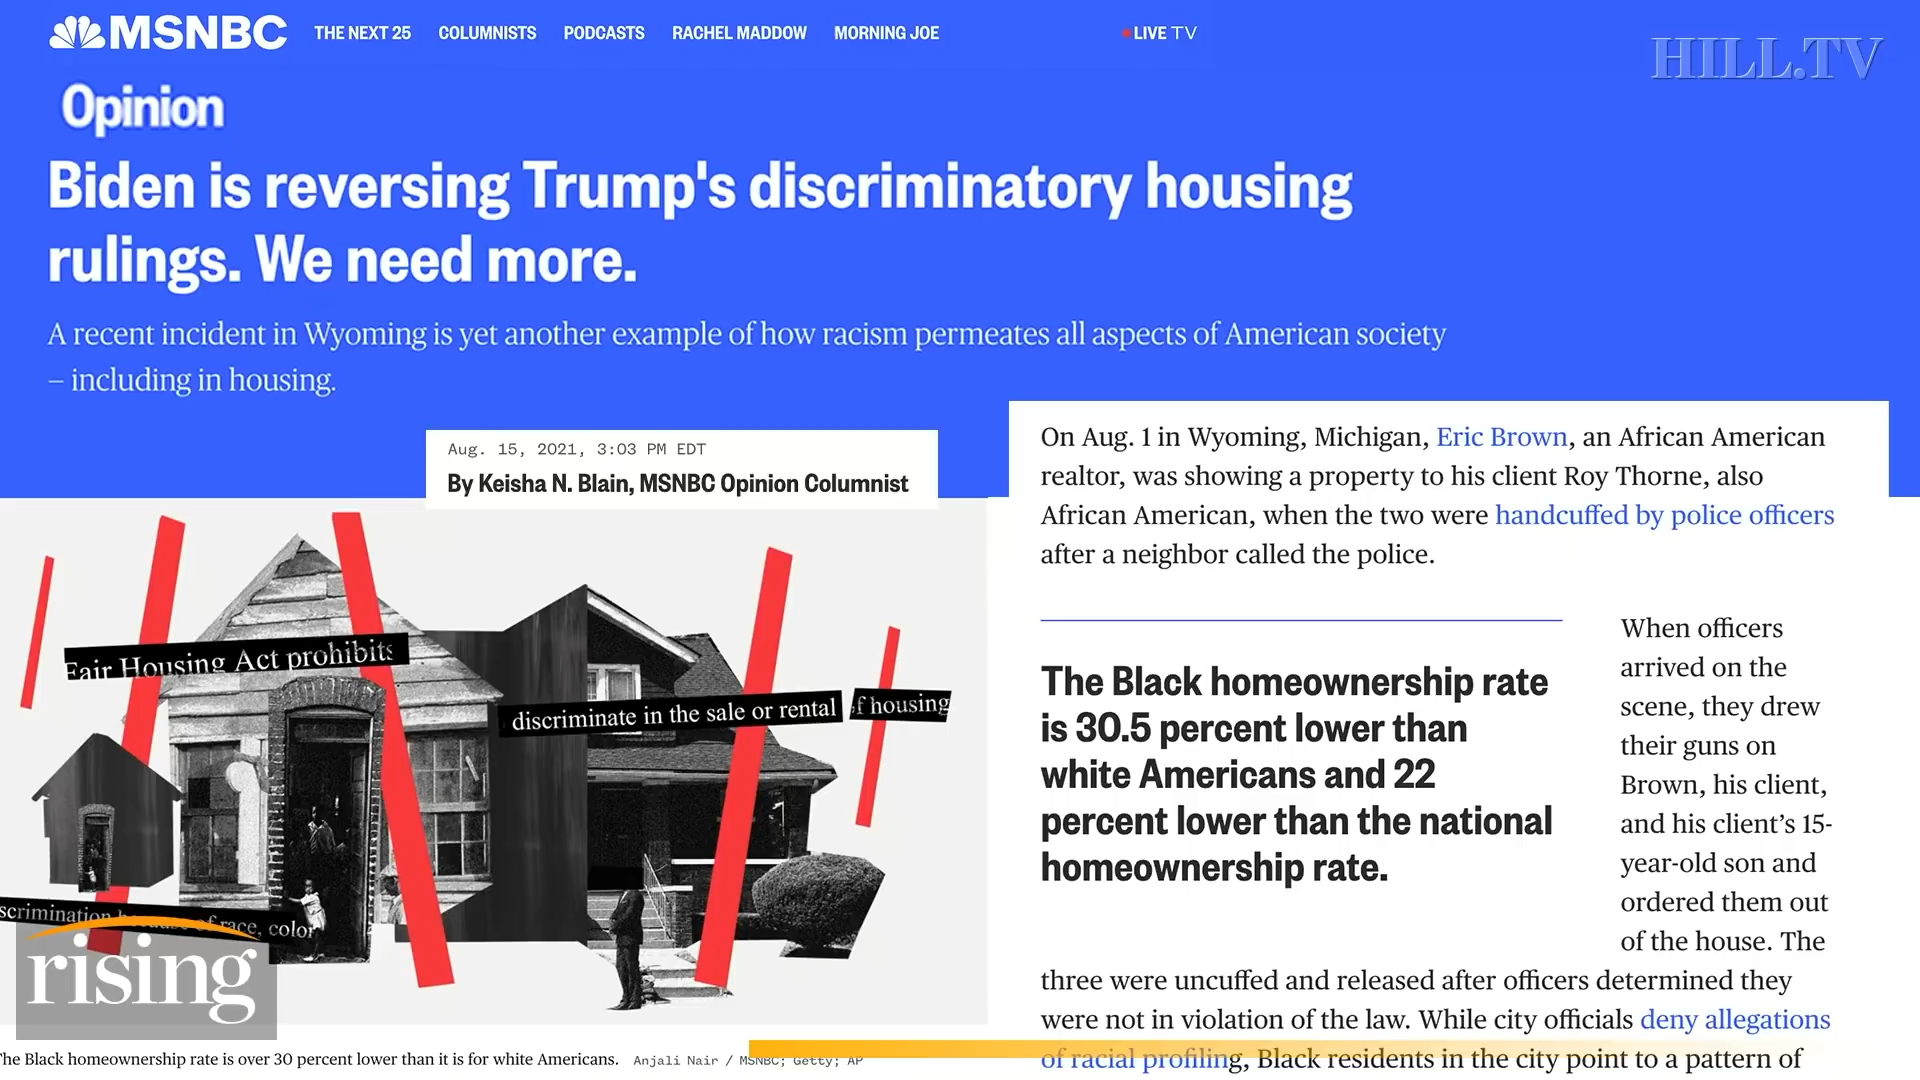 MSNBC THE NEXT 25 COLUMNISTS PODCASTS RACHEL MADDOW MORNING JOE LIVE TV
HILL.TV
Opinion
Biden is reversing Trump's discriminatory housing
rulings. We need more.
A recent incident in Wyoming is yet another example of how racism permeates all aspects of American society
– including in housing.
Aug. 15, 2021, 3:03 PM EDT
By Keisha N. Blain, MSNBC Opinion Columnist
Fair Housing Act prohibits
discriminate in the sale or rental
f housing
scrimination because of race, color
rising
The Black homeownership rate is over 30 percent lower than it is for white Americans. Anjali Nair / MSNBC; Getty; AP
On Aug. 1 in Wyoming, Michigan, Eric Brown, an African American
realtor, was showing a property to his client Roy Thorne, also
African American, when the two were handcuffed by police officers
after a neighbor called the police.
The Black homeownership rate
is 30.5 percent lower than
white Americans and 22
percent lower than the national
homeownership rate.
When officers
arrived on the
scene, they drew
their guns on
Brown, his client,
and his client’s 15-
year-old son and
ordered them out
of the house. The
three were uncuffed and released after officers determined they
were not in violation of the law. While city officials deny allegations
of racial profiling, Black residents in the city point to a pattern of